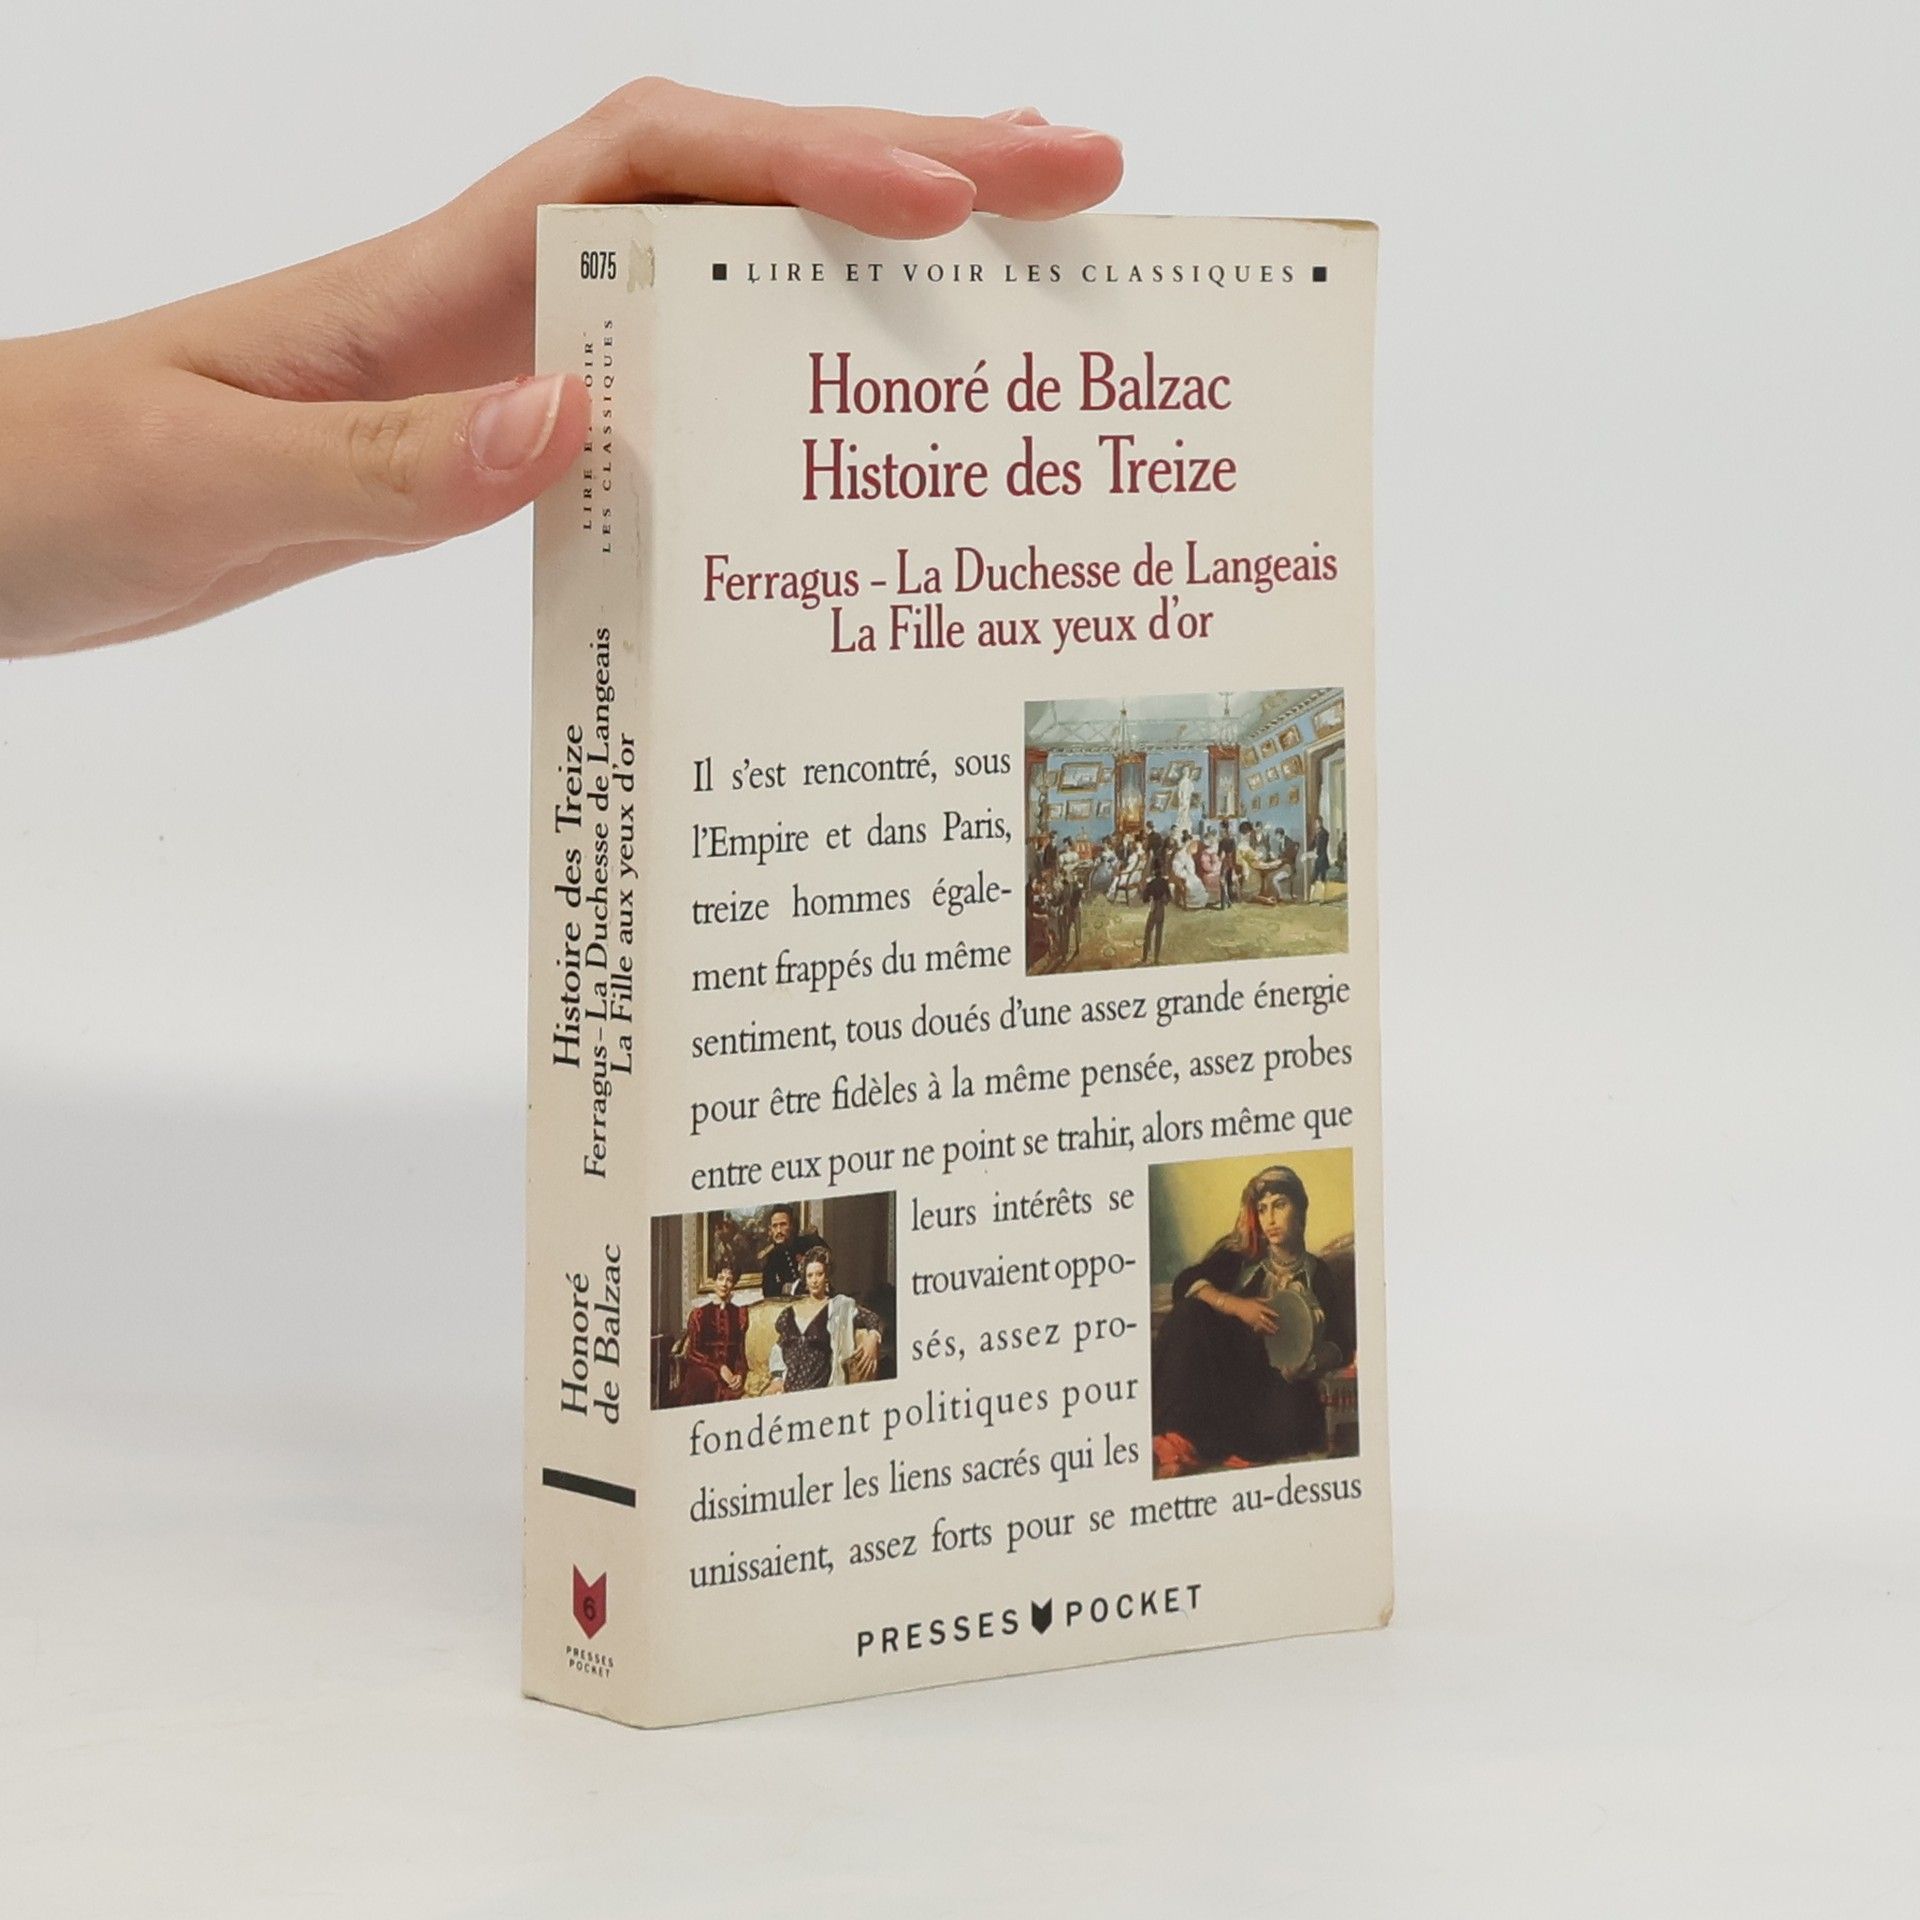 6075
LIRE ET VOIR
LES CLASSIQUES
Histoire des Treize
Ferragus - La Duchesse de Langeais
La Fille aux yeux d'or
Honoré
de Balzac
6
PRESSES
POCKET
■ LIRE ET VOIR LES CLASSIQUES ■
Honoré de Balzac
Histoire des Treize
Ferragus - La Duchesse de Langeais
La Fille aux yeux d'or
Il s'est rencontré, sous
l'Empire et dans Paris,
treize hommes égale-
ment frappés du même
sentiment, tous doués d'une assez grande énergie
pour être fidèles à la même pensée, assez probes
entre eux pour ne point se trahir, alors même que
leurs intérêts se
trouvaient oppo-
sés, assez pro-
fondément politiques pour
dissimuler les liens sacrés qui les
unissaient, assez forts pour se mettre au-dessus
PRESSES POCKET